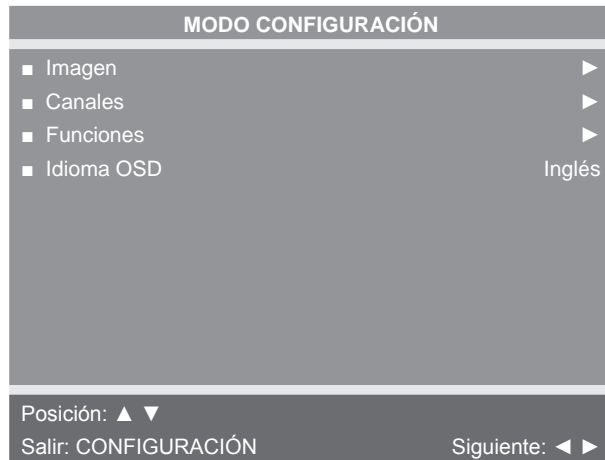 MODO CONFIGURACIÓN
■ Imagen ►
■ Canales ►
■ Funciones ►
■ Idioma OSD Inglés
Posición: ▲ ▼
Salir: CONFIGURACIÓN Siguiente: ◄ ►